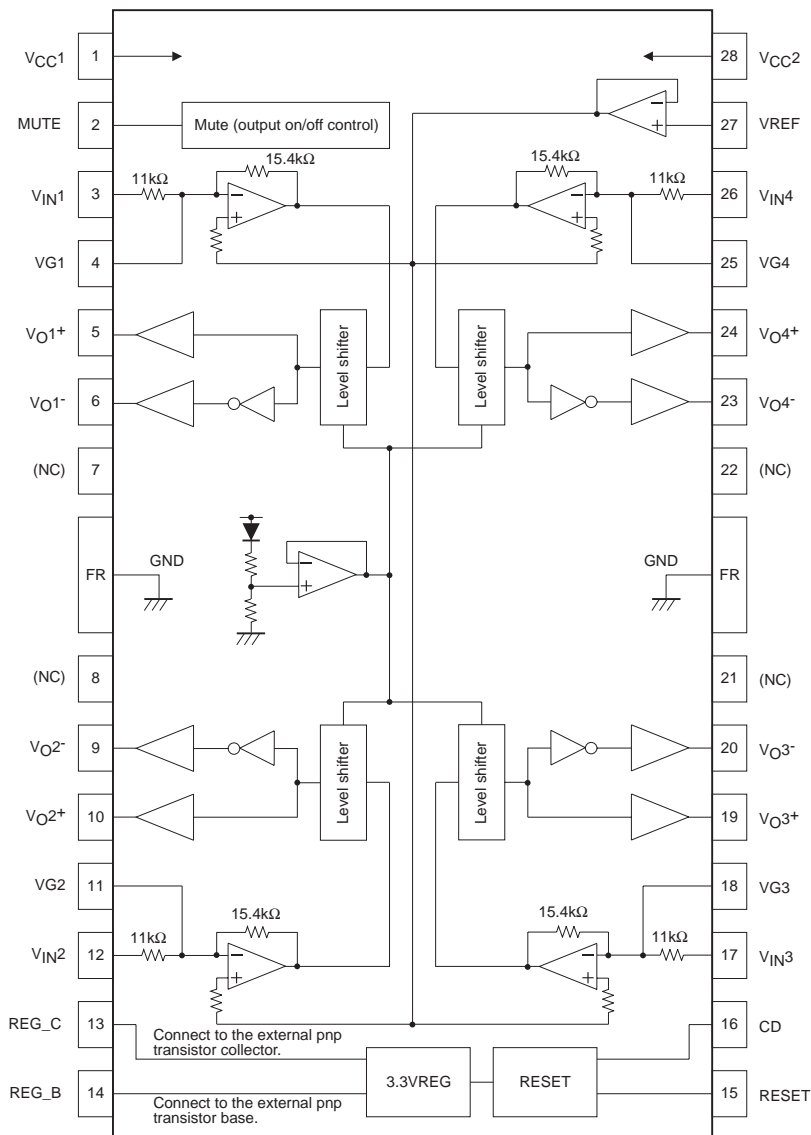 VCC1 1 28 VCC2
MUTE 2 Mute (output on/off control) 27 VREF
15.4kΩ 15.4kΩ
VIN1 3 11kΩ 11kΩ 26 VIN4
VG1 4 25 VG4
VO1+ 5 Level shifter Level shifter 24 VO4+
VO1- 6 23 VO4-
(NC) 7 22 (NC)
FR GND GND FR
(NC) 8 21 (NC)
VO2- 9 Level shifter Level shifter 20 VO3-
VO2+ 10 19 VO3+
VG2 11 18 VG3
15.4kΩ 15.4kΩ
VIN2 12 11kΩ 11kΩ 17 VIN3
REG_C 13 16 CD
Connect to the external pnp
transistor collector.
3.3VREG RESET
REG_B 14 15 RESET
Connect to the external pnp
transistor base.